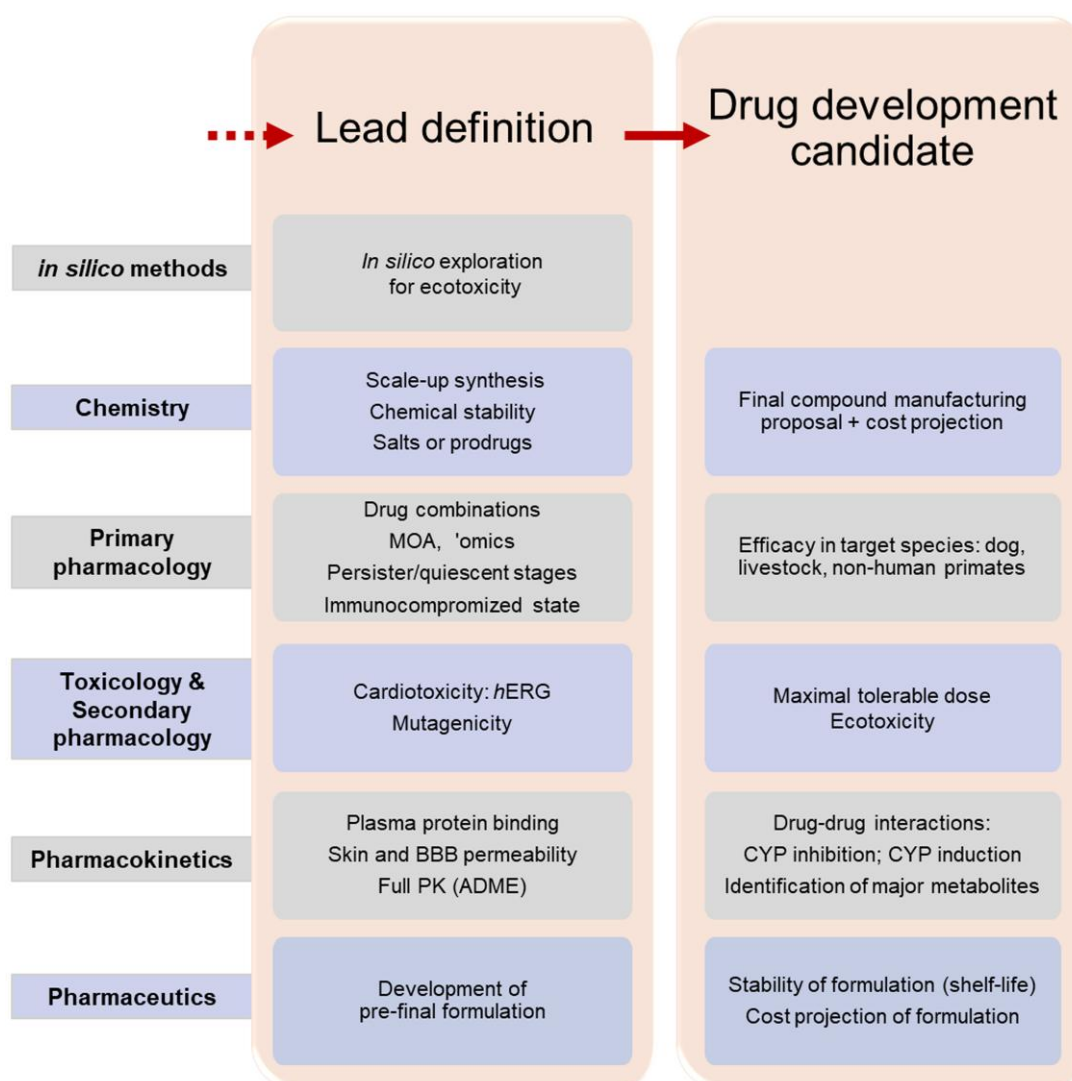 Lead definition
Drug development
candidate
in silico methods
In silico exploration
for ecotoxicity
Chemistry
Scale-up synthesis
Chemical stability
Salts or prodrugs
Final compound manufacturing
proposal + cost projection
Primary
pharmacology
Drug combinations
MOA, 'omics
Persister/quiescent stages
Immunocompromized state
Efficacy in target species: dog,
livestock, non-human primates
Toxicology &
Secondary
pharmacology
Cardiotoxicity: hERG
Mutagenicity
Maximal tolerable dose
Ecotoxicity
Pharmacokinetics
Plasma protein binding
Skin and BBB permeability
Full PK (ADME)
Drug-drug interactions:
CYP inhibition; CYP induction
Identification of major metabolites
Pharmaceutics
Development of
pre-final formulation
Stability of formulation (shelf-life)
Cost projection of formulation